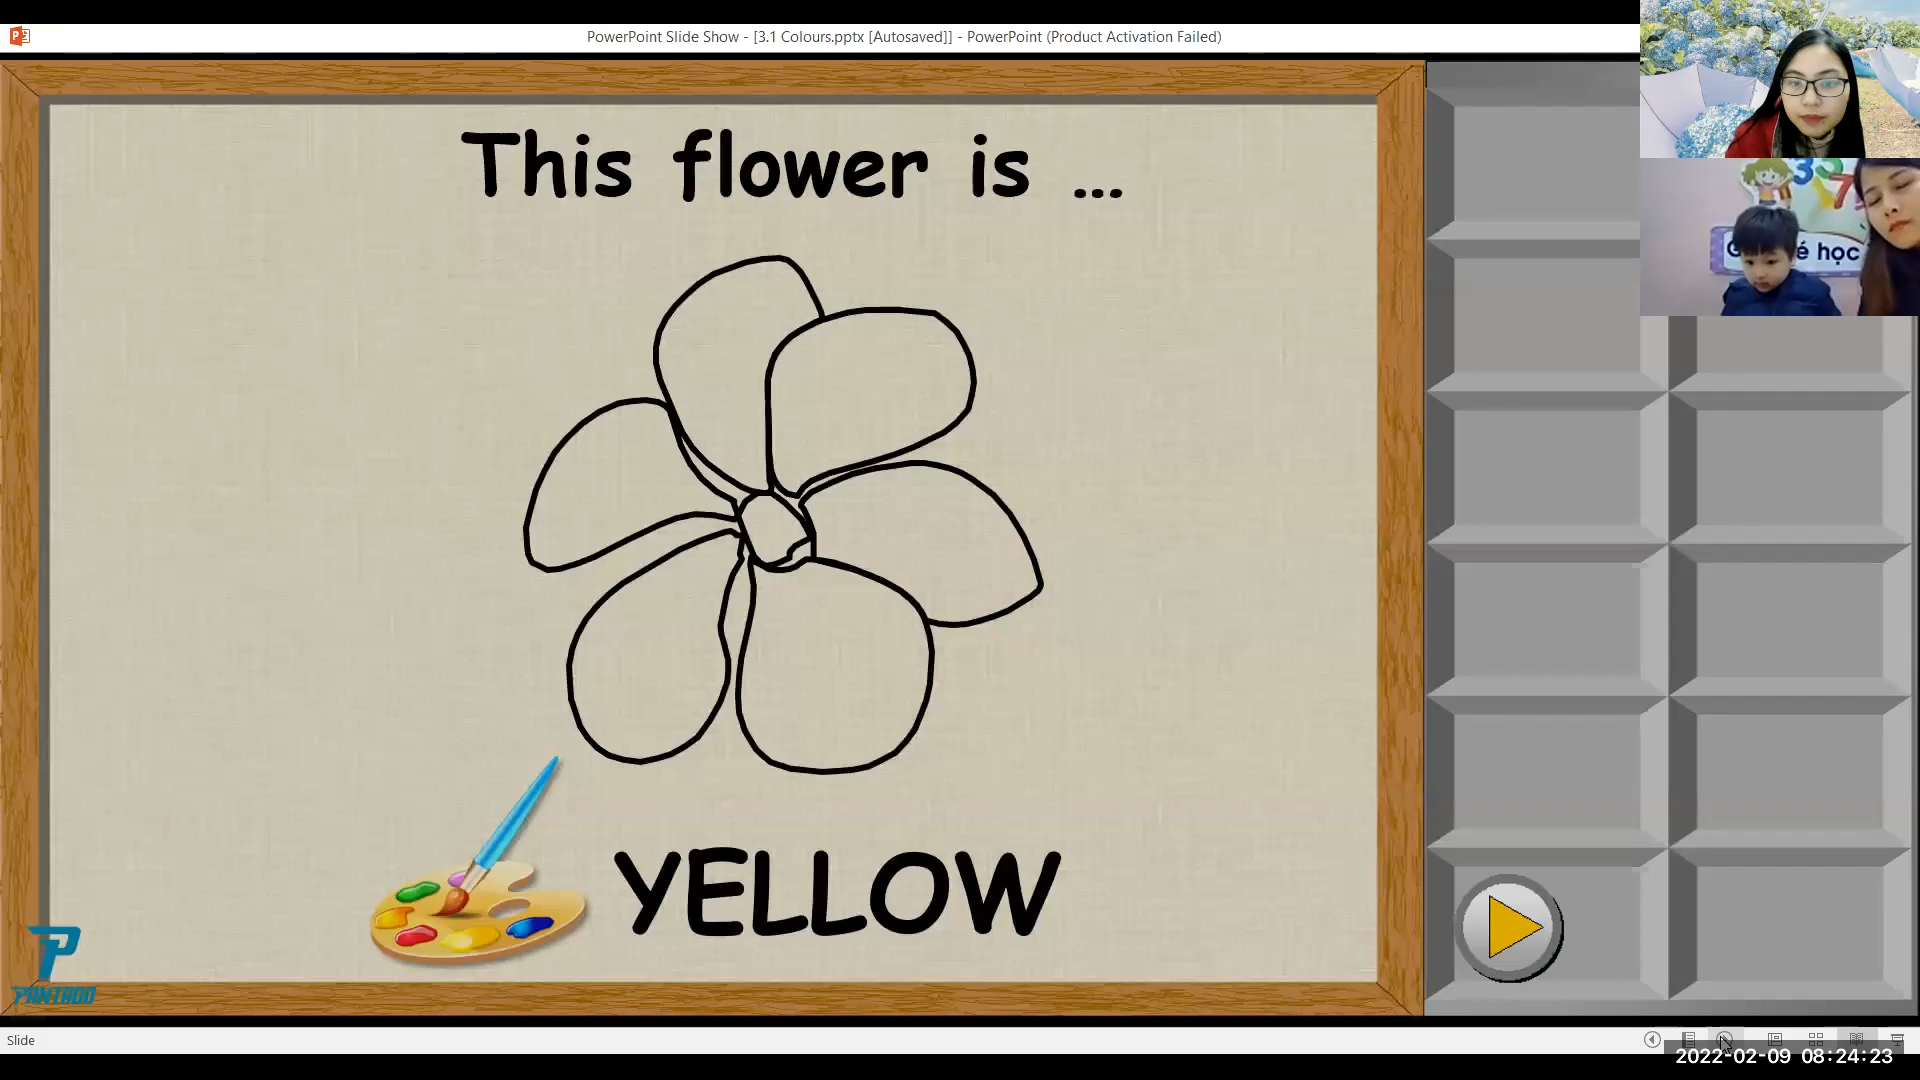 PowerPoint Slide Show - [3.1 Colours.pptx [Autosaved]] - PowerPoint (Product Activation Failed)
This flower is ...
YELLOW
PANTADO
é học
Slide
2022-02-09 08:24:23